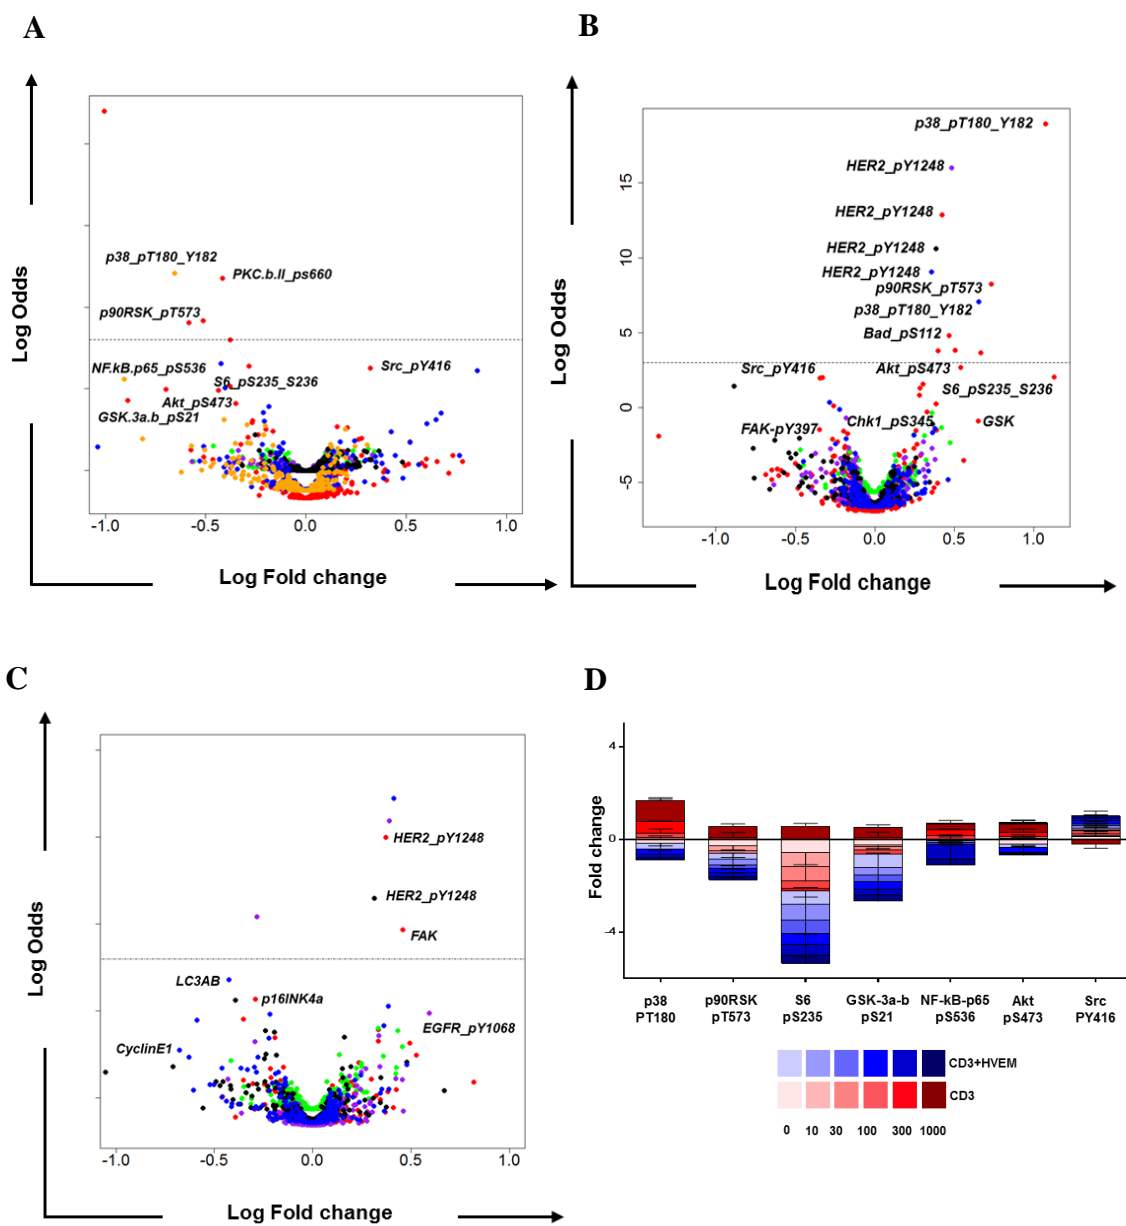 A
B
p38_pT180_Y182
PKC.b.II_ps660
p90RSK_pT573
NF.kB.p65_pS536
S6_pS235_S236
Src_pY416
Akt_pS473
GSK.3a.b_pS21
Log Odds
-1.0 -0.5 0.0 0.5 1.0
Log Fold change
p38_pT180_Y182
HER2_pY1248
HER2_pY1248
HER2_pY1248
HER2_pY1248
p90RSK_pT573
p38_pT180_Y182
Bad_pS112
Src_pY416
Akt_pS473
S6_pS235_S236
FAK-pY397
Chk1_pS345
GSK
15
10
5
0
-5
Log Odds
-1.0 -0.5 0.0 0.5 1.0
Log Fold change
C
D
HER2_pY1248
HER2_pY1248
FAK
LC3AB
p16INK4a
EGFR_pY1068
CyclinE1
Log Odds
-1.0 -0.5 0.0 0.5 1.0
Log Fold change
4
0
-4
Fold change
p38 p90RSK S6 GSK-3a-b NF-kB-p65 Akt Src
PT180 pT573 pS235 pS21 pS536 pS473 PY416
CD3+HVEM
CD3
0 10 30 100 300 1000